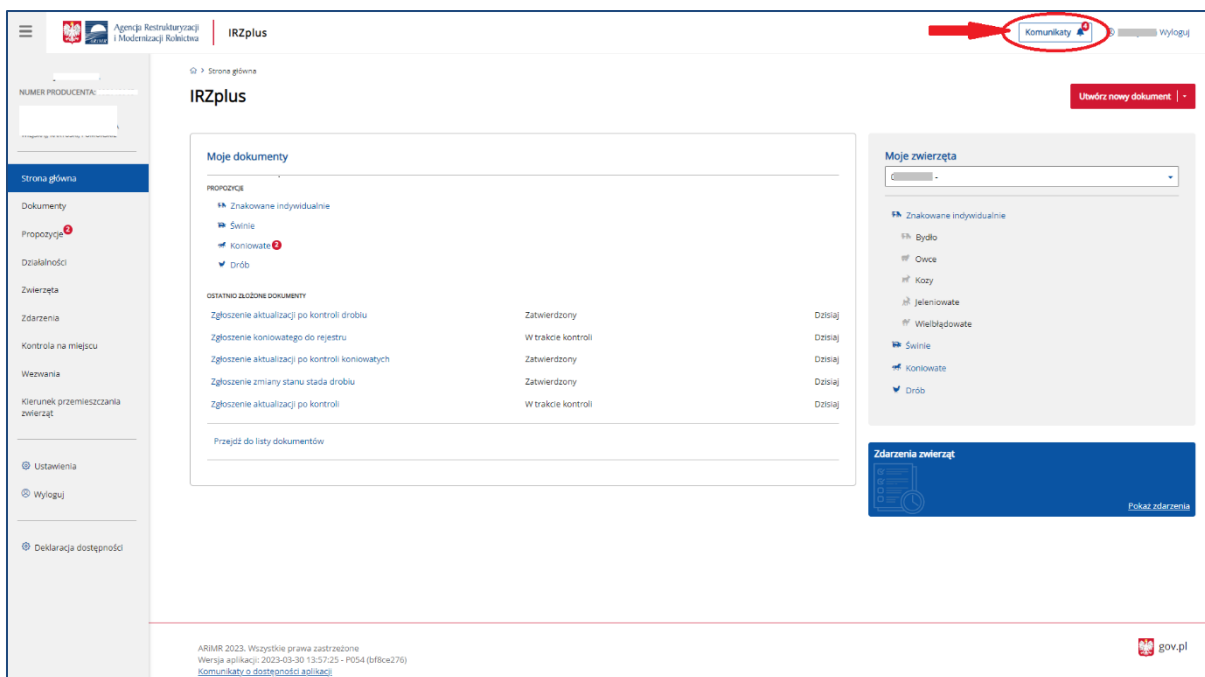 Agencja Restrukturyzacji
i Modernizacji Rolnictwa
IRZplus
Komunikaty 4
Wyloguj
NUMER PRODUCENTA:
Strona główna
IRZplus
Utwórz nowy dokument
Strona główna
Dokumenty
Propozycje 2
Działalności
Zwierzęta
Zdarzenia
Kontrola na miejscu
Wezwania
Kierunek przemieszczania
zwierząt
Ustawienia
Wyloguj
Deklaracja dostępności
Moje dokumenty
PROPOZYCJE
Znakowane indywidualnie
Świnie
Koniowate 2
Drób
OSTATNIO ZŁOŻONE DOKUMENTY
Zgłoszenie aktualizacji po kontroli drobiu Zatwierdzony Dzisiaj
Zgłoszenie koniowatego do rejestru W trakcie kontroli Dzisiaj
Zgłoszenie aktualizacji po kontroli koniowatych Zatwierdzony Dzisiaj
Zgłoszenie zmiany stanu stada drobiu Zatwierdzony Dzisiaj
Zgłoszenie aktualizacji po kontroli W trakcie kontroli Dzisiaj
Przejdź do listy dokumentów
Moje zwierzęta
Znakowane indywidualnie
Bydło
Owce
Kozy
Jeleniowate
Wielbłądowate
Świnie
Koniowate
Drób
Zdarzenia zwierząt
Pokaż zdarzenia
ARiMR 2023. Wszystkie prawa zastrzeżone
Wersja aplikacji: 2023-03-30 13:57:25 - P054 (bf8ce276)
Komunikaty o dostępności aplikacji
gov.pl